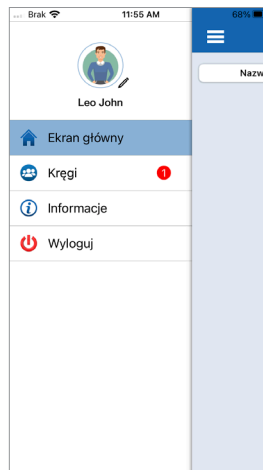 Brak 11:55 AM 68%
Leo John
Ekran główny
Kręgi 1
Informacje
Wyloguj
Nazw